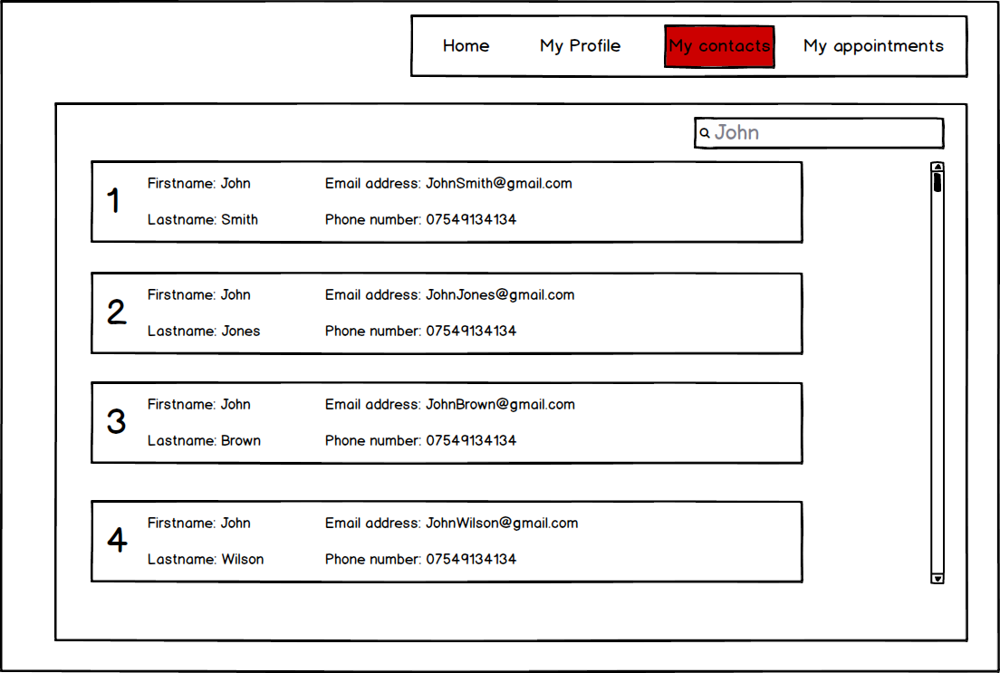 Home My Profile My contacts My appointments
John
1
Firstname: John Email address: JohnSmith@gmail.com
Lastname: Smith Phone number: 07549134134
2
Firstname: John Email address: JohnJones@gmail.com
Lastname: Jones Phone number: 07549134134
3
Firstname: John Email address: JohnBrown@gmail.com
Lastname: Brown Phone number: 07549134134
4
Firstname: John Email address: JohnWilson@gmail.com
Lastname: Wilson Phone number: 07549134134